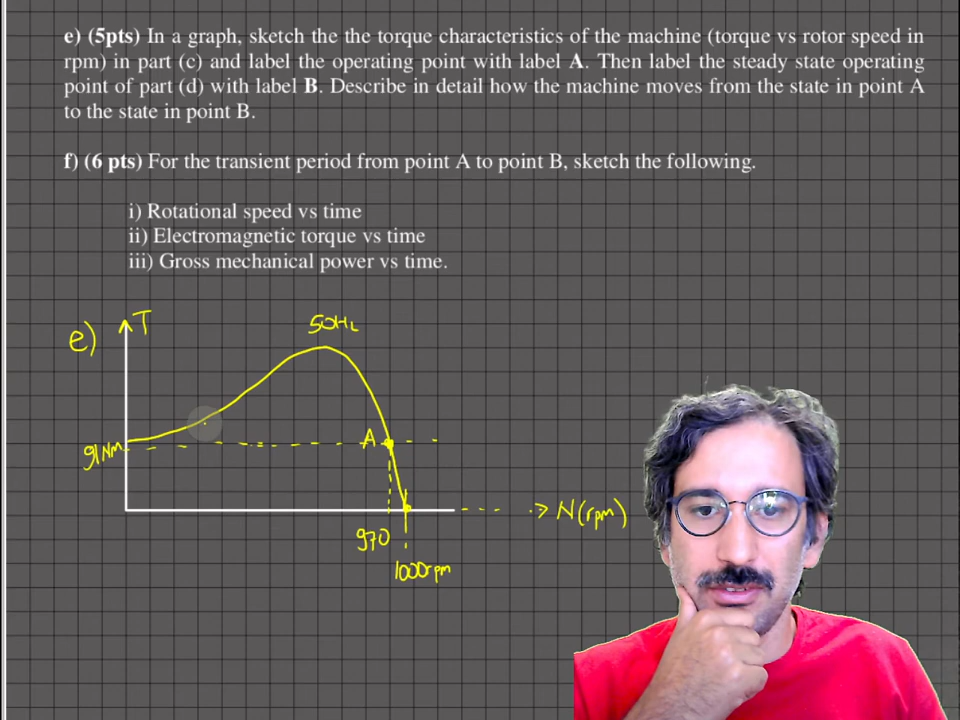 e) (5pts) In a graph, sketch the the torque characteristics of the machine (torque vs rotor speed in
rpm) in part (c) and label the operating point with label A. Then label the steady state operating
point of part (d) with label B. Describe in detail how the machine moves from the state in point A
to the state in point B.
f) (6 pts) For the transient period from point A to point B, sketch the following.
i) Rotational speed vs time
ii) Electromagnetic torque vs time
iii) Gross mechanical power vs time.
e)
T
50Hz
A
91Nm
N(rpm)
970
1000rpm